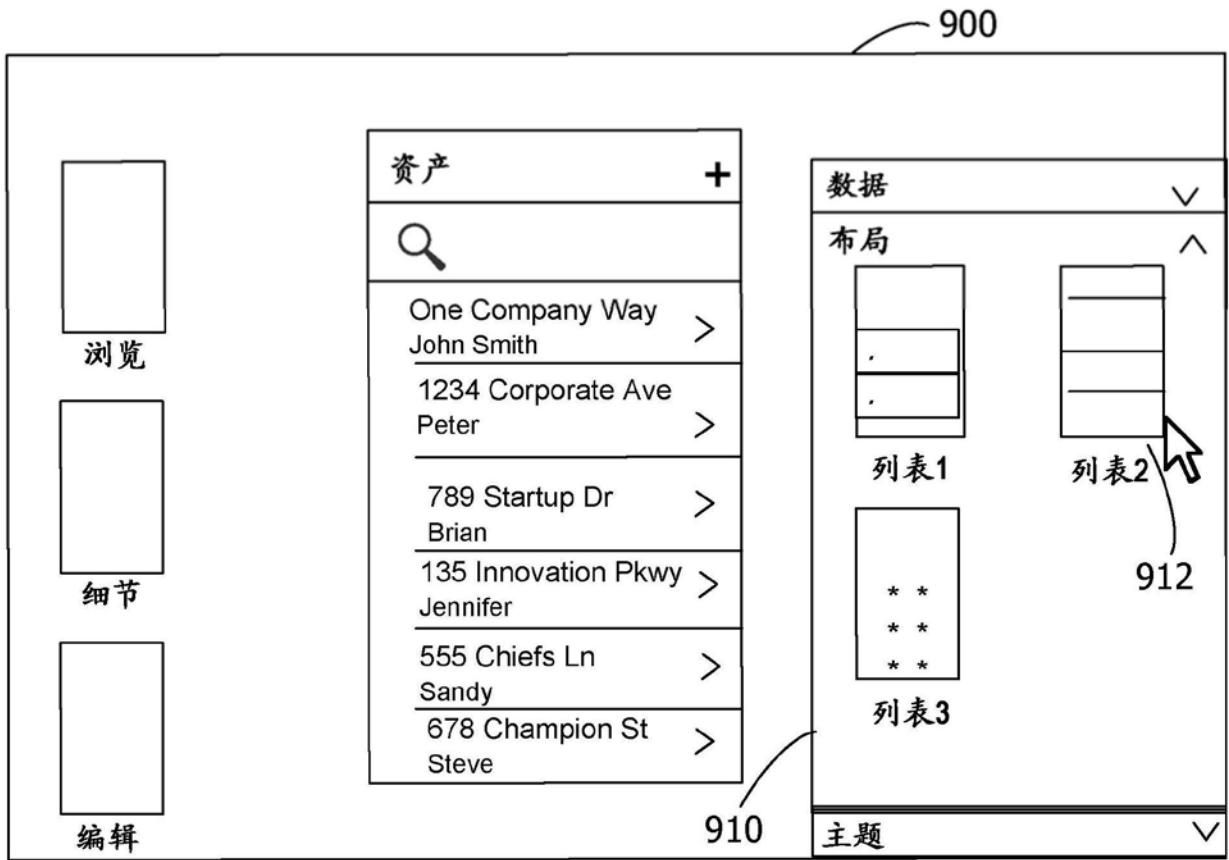 900
浏览
细节
编辑
资产 +
One Company Way >
John Smith
1234 Corporate Ave
Peter >
789 Startup Dr >
Brian
135 Innovation Pkwy >
Jennifer
555 Chiefs Ln >
Sandy
678 Champion St >
Steve
数据
布局
列表1
列表2
912
* *
* *
* *
列表3
910
主题